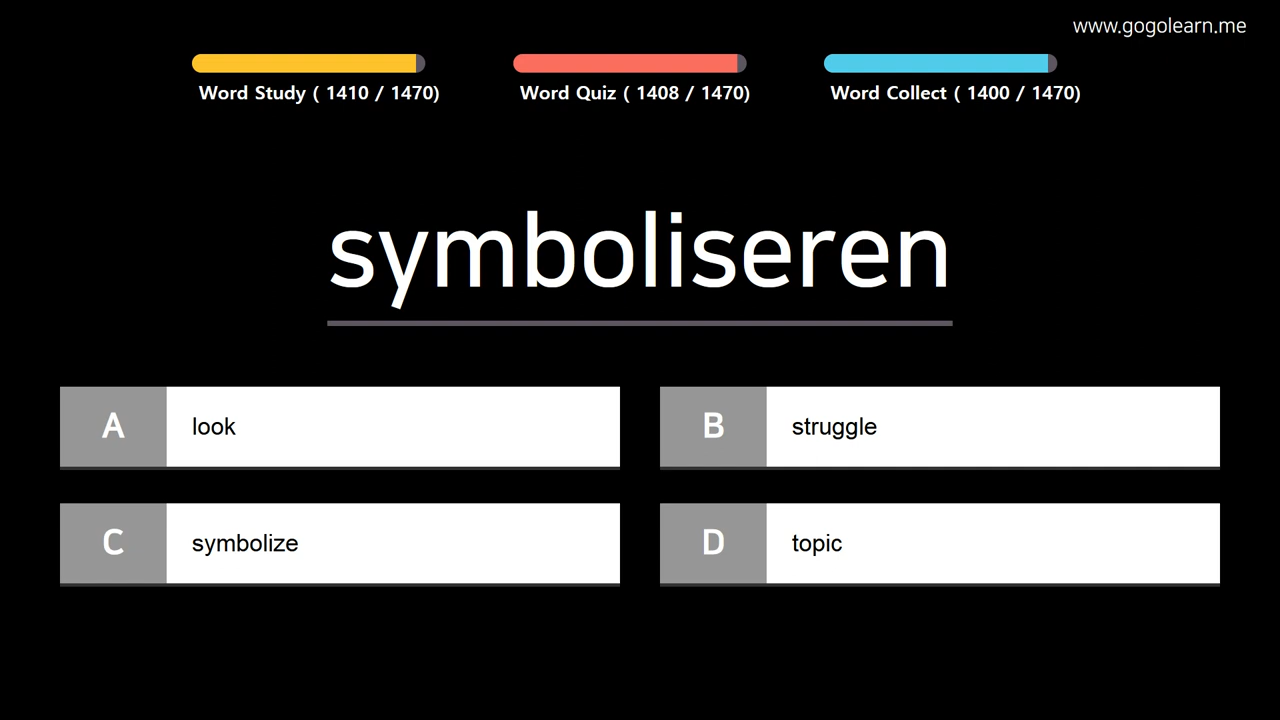 www.gogolearn.me
Word Study ( 1410 / 1470)
Word Quiz ( 1408 / 1470)
Word Collect ( 1400 / 1470)
symboliseren
A look
B struggle
C symbolize
D topic